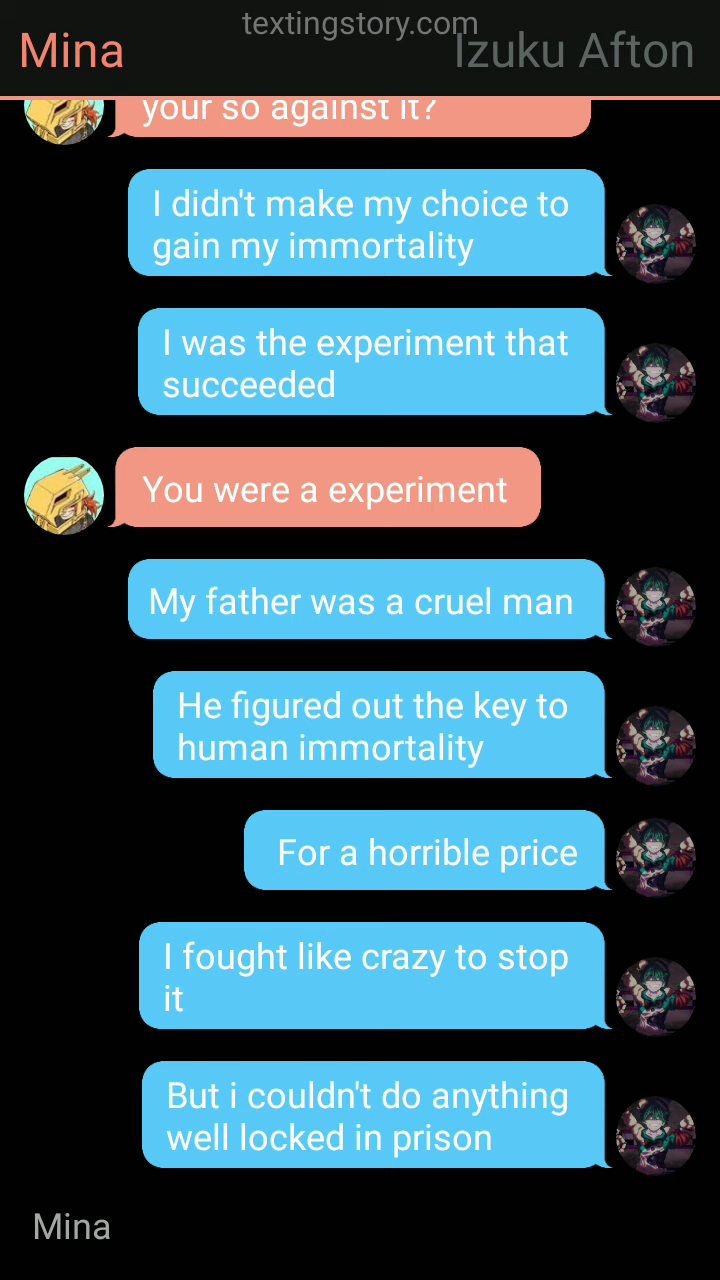 textingstory.com
Mina
Izuku Afton
your so against it?
I didn't make my choice to
gain my immortality
I was the experiment that
succeeded
You were a experiment
My father was a cruel man
He figured out the key to
human immortality
For a horrible price
I fought like crazy to stop
it
But i couldn't do anything
well locked in prison
Mina